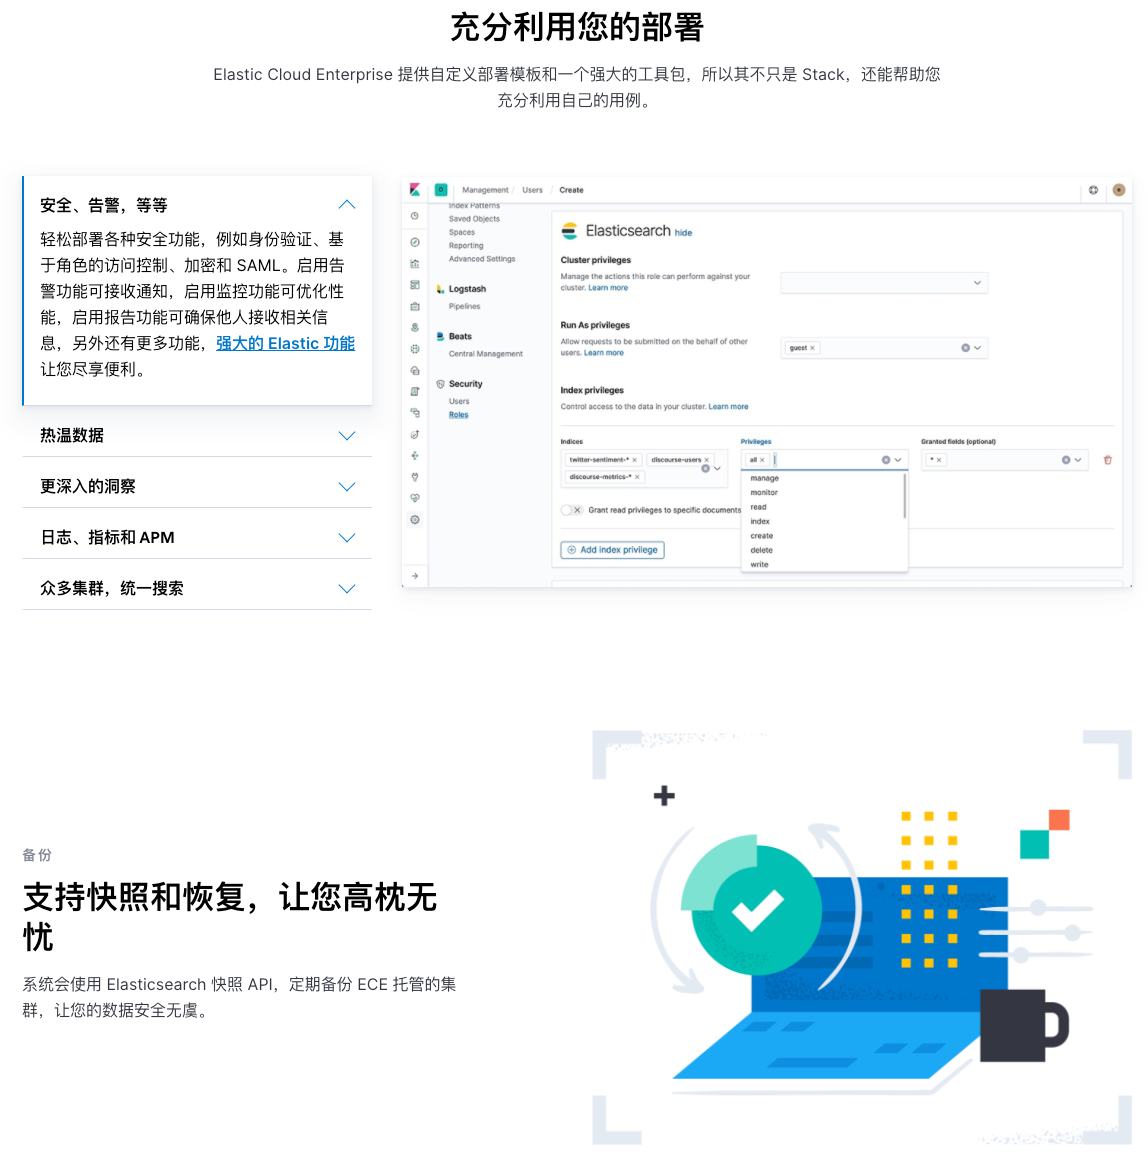 充分利用您的部署
Elastic Cloud Enterprise 提供自定义部署模板和一个强大的工具包，所以其不只是 Stack，还能帮助您
充分利用自己的用例。
安全、告警，等等
轻松部署各种安全功能，例如身份验证、基
于角色的访问控制、加密和 SAML。启用告
警功能可接收通知，启用监控功能可优化性
能，启用报告功能可确保他人接收相关信
息，另外还有更多功能，强大的 Elastic 功能
让您尽享便利。
热温数据
更深入的洞察
日志、指标和 APM
众多集群，统一搜索
D
Management / Users / Create
Index Patterns
Saved Objects
Spaces
Reporting
Advanced Settings
Logstash
Pipelines
Beats
Central Management
Security
Users
Roles
Elasticsearch hide
Cluster privileges
Manage the actions this role can perform against your
cluster. Learn more
Run As privileges
Allow requests to be submitted on the behalf of other
users. Learn more
guest ×
Index privileges
Control access to the data in your cluster. Learn more
Indices
twitter-sentiment-* × discourse-users ×
discourse-metrics-* ×
Privileges
all ×
manage
monitor
read
index
create
delete
write
Granted fields (optional)
* ×
Grant read privileges to specific documents
Add index privilege
备份
支持快照和恢复，让您高枕无
忧
系统会使用 Elasticsearch 快照 API，定期备份 ECE 托管的集
群，让您的数据安全无虞。